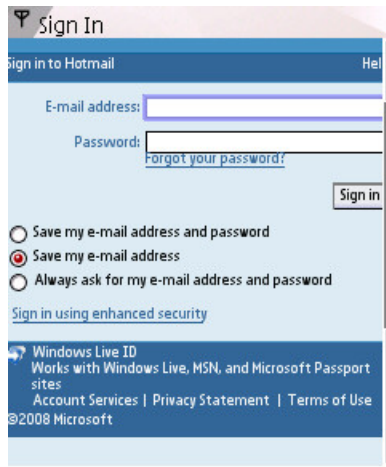 Sign In
Sign in to Hotmail Hel
E-mail address:
Password:
Forgot your password?
Sign in
Save my e-mail address and password
Save my e-mail address
Always ask for my e-mail address and password
Sign in using enhanced security
Windows Live ID
Works with Windows Live, MSN, and Microsoft Passport
sites
Account Services | Privacy Statement | Terms of Use
©2008 Microsoft